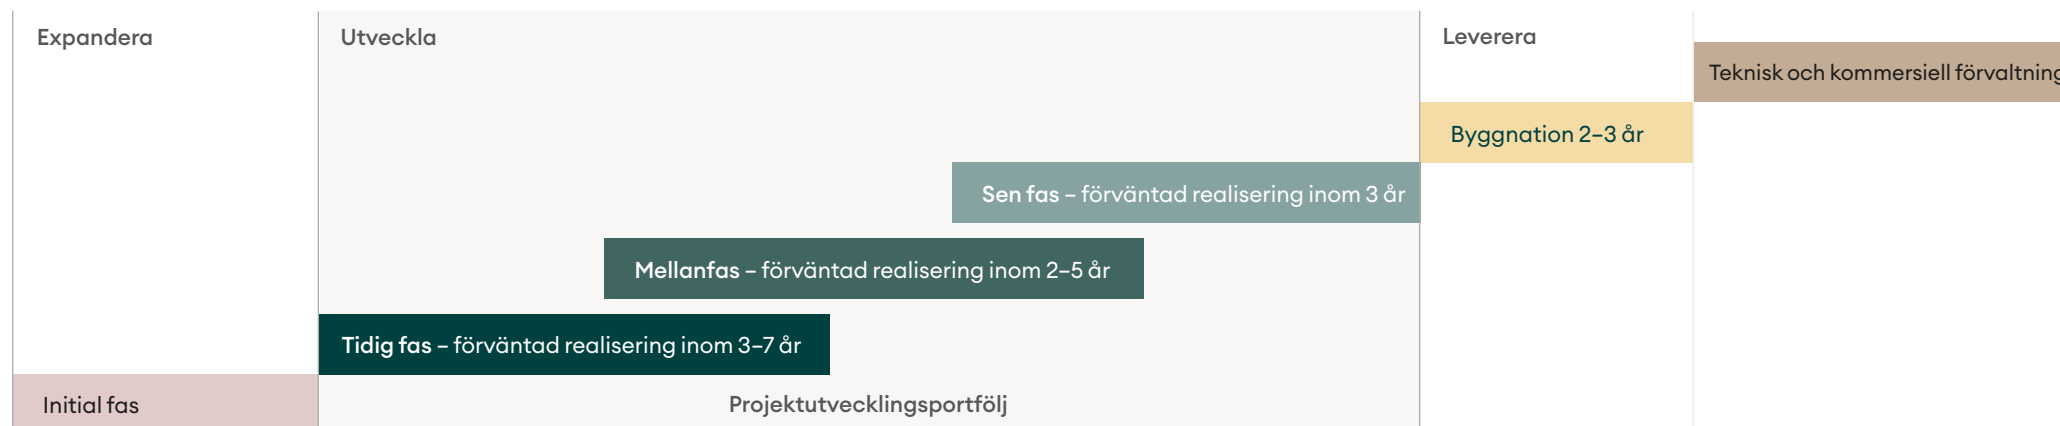 Expandera
Utveckla
Leverera
Teknisk och kommersiell förvaltning
Byggnation 2–3 år
Sen fas – förväntad realisering inom 3 år
Mellanfas – förväntad realisering inom 2–5 år
Tidig fas – förväntad realisering inom 3–7 år
Initial fas
Projektutvecklingsportfölj